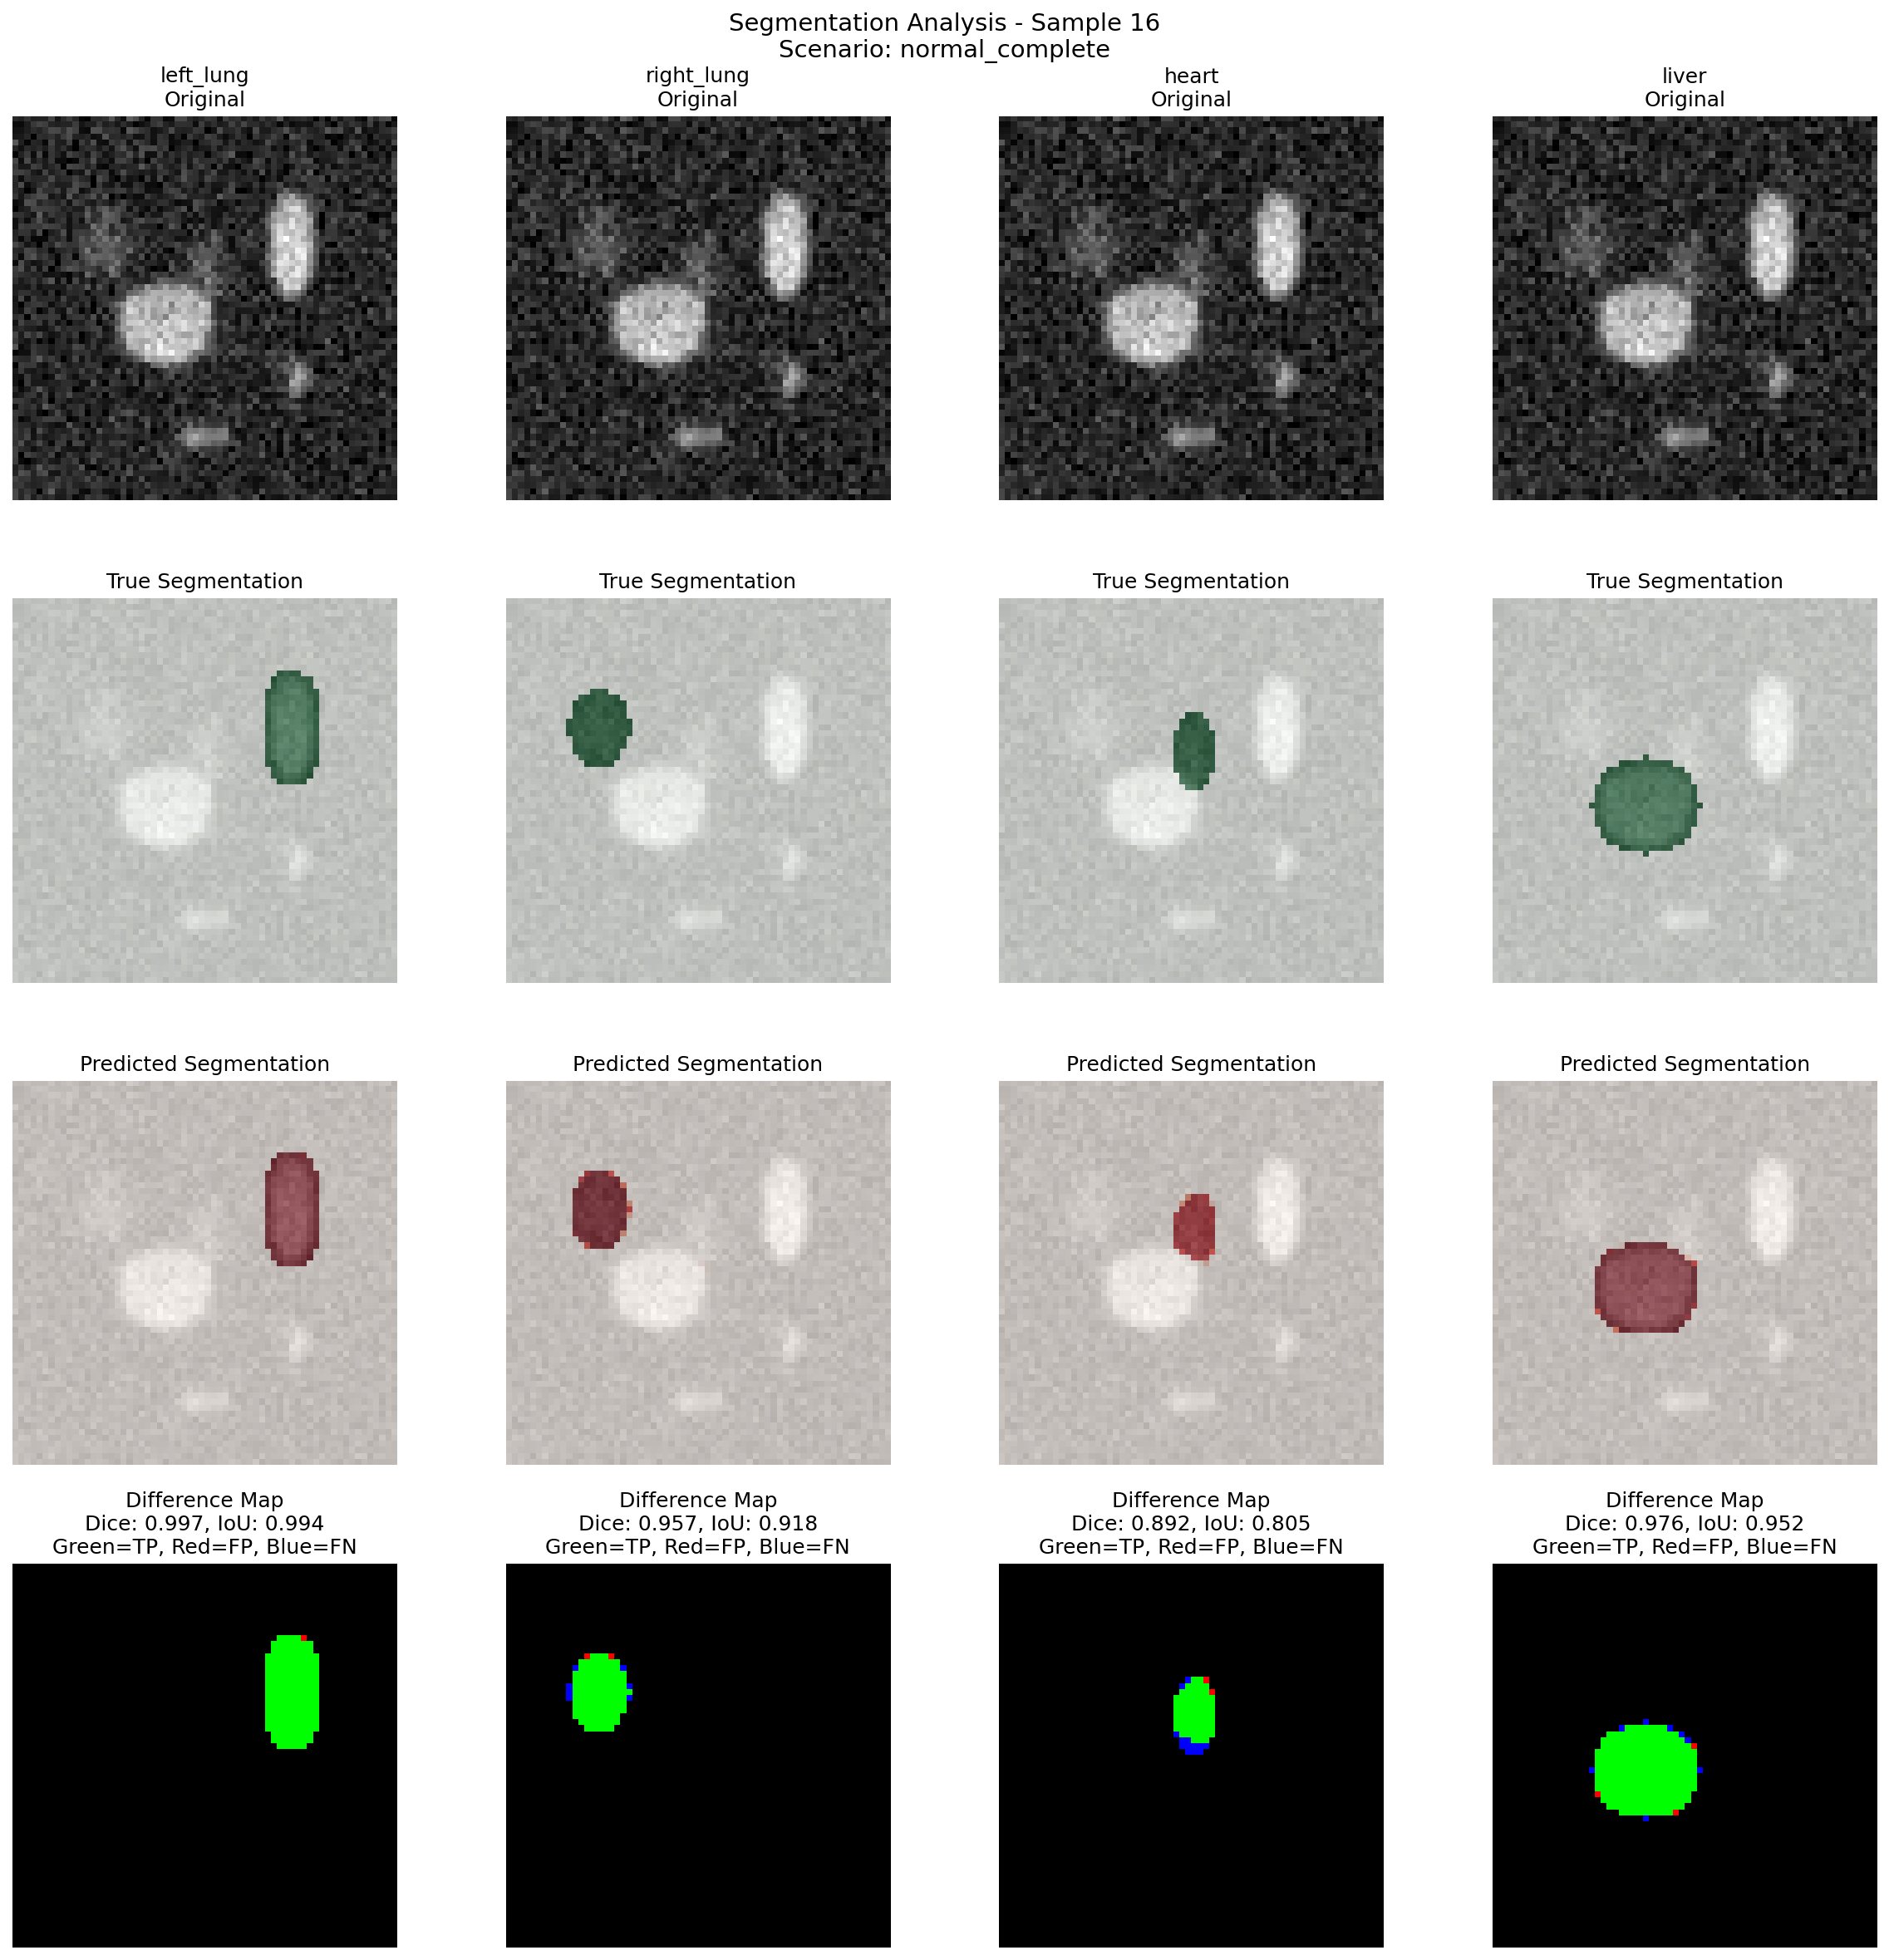 Segmentation Analysis - Sample 16
Scenario: normal_complete
left_lung
Original
right_lung
Original
heart
Original
liver
Original
True Segmentation
True Segmentation
True Segmentation
True Segmentation
Predicted Segmentation
Predicted Segmentation
Predicted Segmentation
Predicted Segmentation
Difference Map
Dice: 0.997, IoU: 0.994
Green=TP, Red=FP, Blue=FN
Difference Map
Dice: 0.957, IoU: 0.918
Green=TP, Red=FP, Blue=FN
Difference Map
Dice: 0.892, IoU: 0.805
Green=TP, Red=FP, Blue=FN
Difference Map
Dice: 0.976, IoU: 0.952
Green=TP, Red=FP, Blue=FN